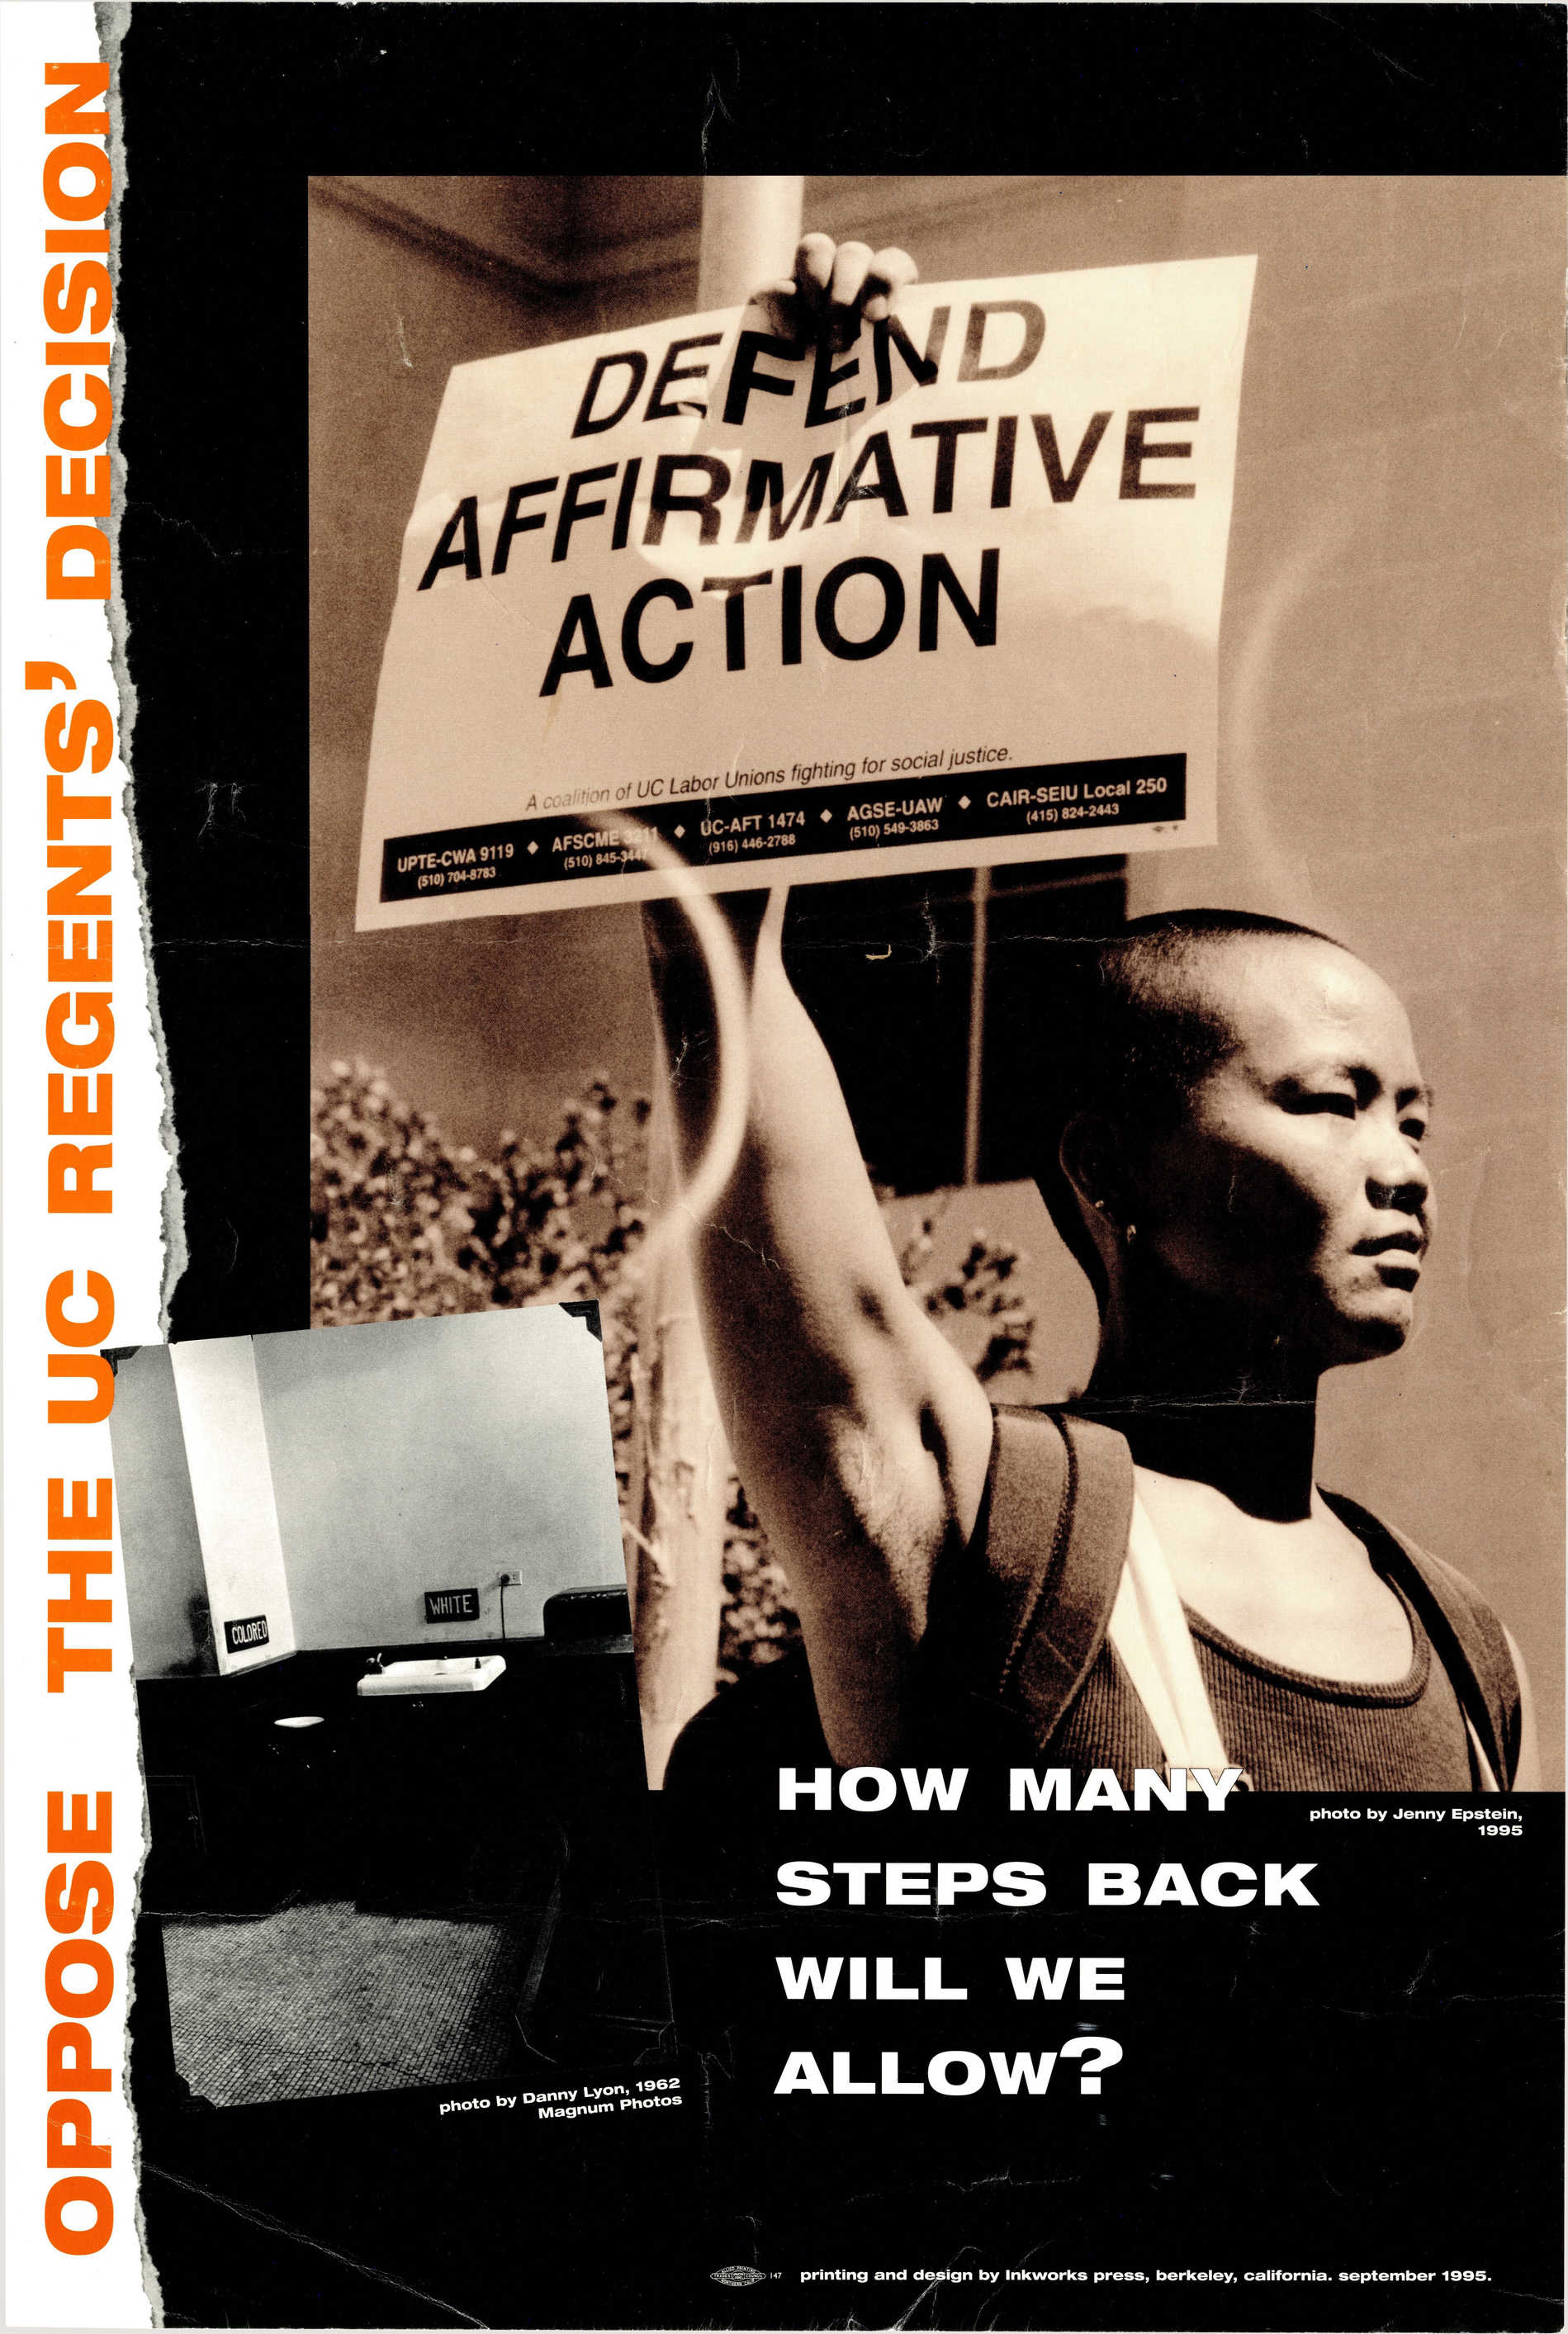 OPPOSE THE UC REGENTS' DECISION
DEFEND
AFFIRMATIVE
ACTION
A coalition of UC Labor Unions fighting for social justice.
UPTE-CWA 9119 ◆ AFSCME 3211 ◆ UC-AFT 1474 ◆ AGSE-UAW ◆ CAIR-SEIU Local 250
(510) 704-8783 (510) (916) 446-2788 (510) 549-3863 (415) 824-2443
COLORED
WHITE
HOW MANY
STEPS BACK
WILL WE
ALLOW?
photo by Jenny Epstein,
1995
photo by Danny Lyon, 1962
Magnum Photos
147 printing and design by Inkworks press, berkeley, california. september 1995.